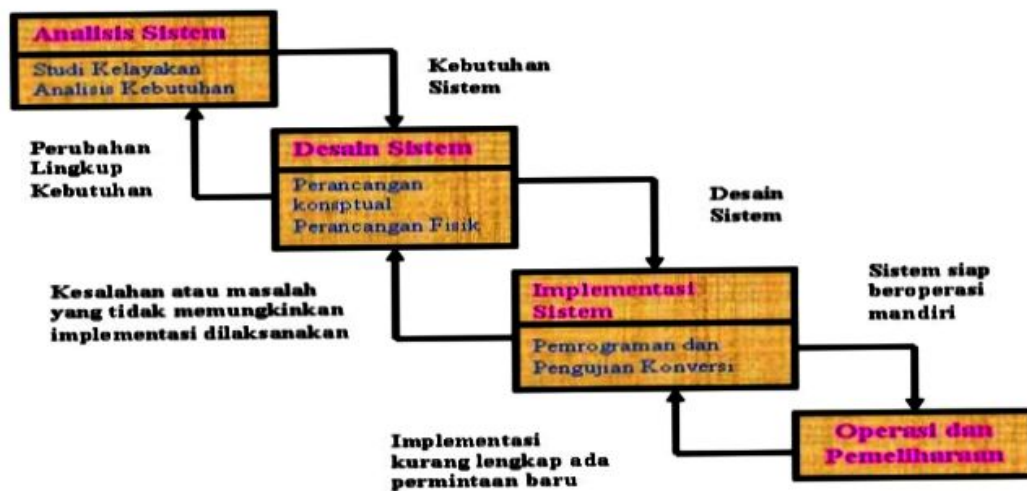 Analisis Sistem
Studi Kelayakan
Analisis Kebutuhan
Kebutuhan
Sistem
Perubahan
Lingkup
Kebutuhan
Desain Sistem
Perancangan
konsptual
Perancangan Fisik
Desain
Sistem
Kesalahan atau masalah
yang tidak memungkinkan
implementasi dilaksanakan
Implementasi
Sistem
Pemrograman dan
Pengujian Konversi
Sistem siap
beroperasi
mandiri
Operasi dan
Pemeliharaan
Implementasi
kurang lengkap ada
permintaan baru